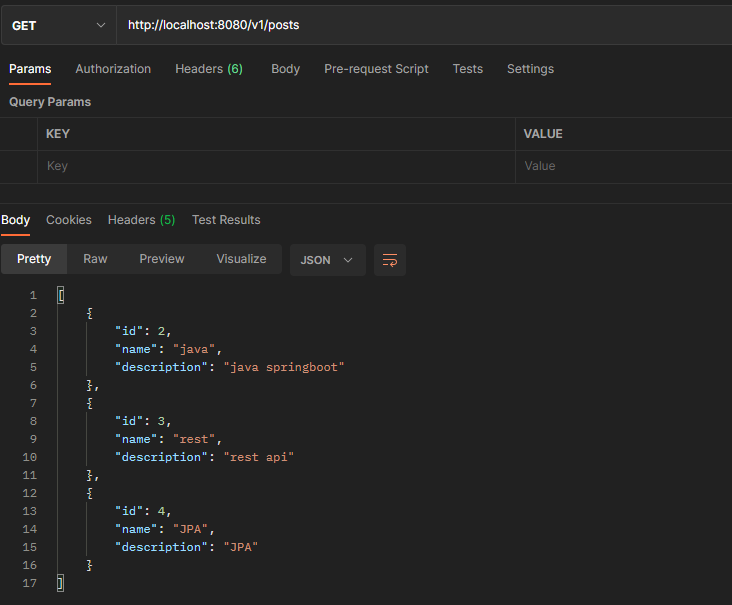 GET http://localhost:8080/v1/posts
Params Authorization Headers (6) Body Pre-request Script Tests Settings
Query Params
KEY VALUE
Key Value
Body Cookies Headers (5) Test Results
Pretty Raw Preview Visualize JSON
1 [
2 {
3 "id": 2,
4 "name": "java",
5 "description": "java springboot"
6 },
7 {
8 "id": 3,
9 "name": "rest",
10 "description": "rest api"
11 },
12 {
13 "id": 4,
14 "name": "JPA",
15 "description": "JPA"
16 }
17 ]